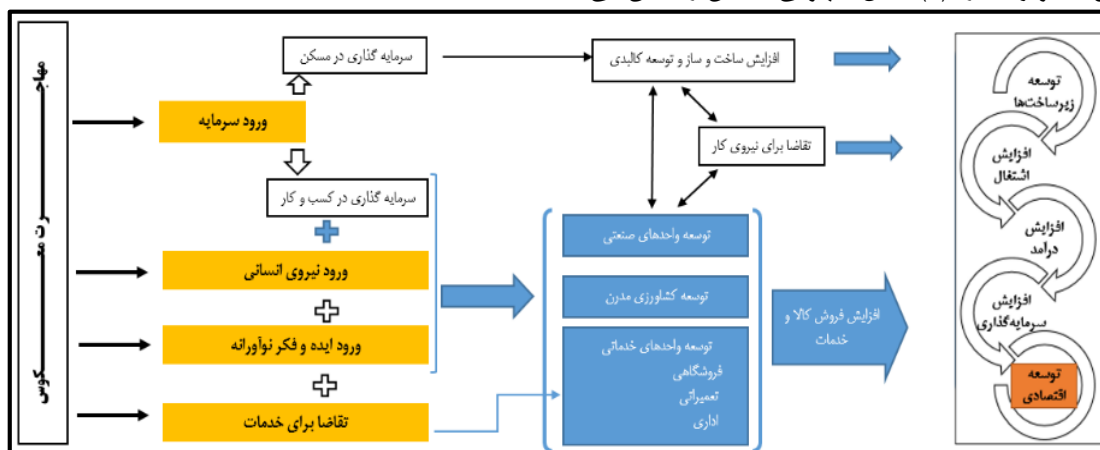 مهاجرت معکوس
سرمایه گذاری در مسکن
ورود سرمایه
سرمایه گذاری در کسب و کار
ورود نیروی انسانی
ورود ایده و فکر نوآورانه
تقاضا برای خدمات
افزایش ساخت و ساز و توسعه کالبدی
تقاضا برای نیروی کار
توسعه واحدهای صنعتی
توسعه کشاورزی مدرن
توسعه واحدهای خدماتی
فروشگاهی
تعمیراتی
اداری
افزایش فروش کالا و
خدمات
توسعه
زیرساخت‌ها
افزایش
اشتغال
افزایش
درآمد
افزایش
سرمایه‌گذاری
توسعه
اقتصادی